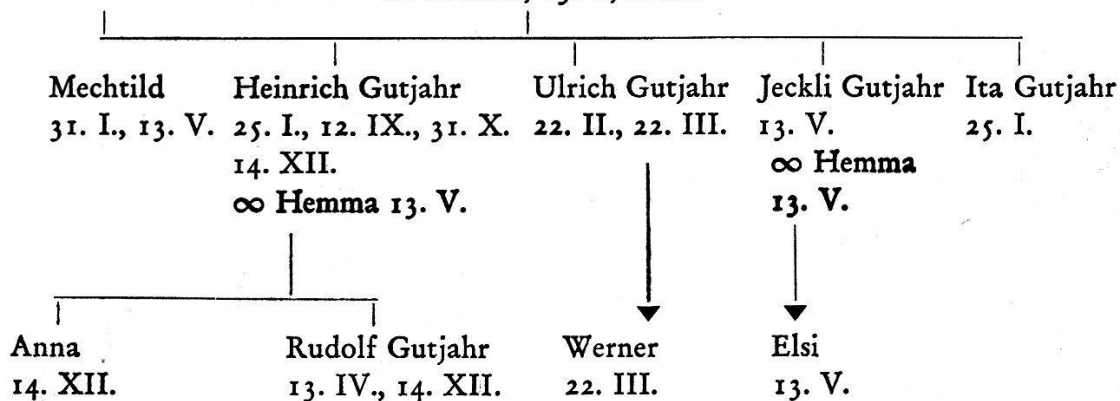 Mechtild Heinrich Gutjahr Ulrich Gutjahr Jeckli Gutjahr Ita Gutjahr
31. I., 13. V. 25. I., 12. IX., 31. X. 22. II., 22. III. 13. V. 25. I.
14. XII. ∞ Hemma
∞ Hemma 13. V. 13. V.
Anna Rudolf Gutjahr Werner Elsi
14. XII. 13. IV., 14. XII. 22. III. 13. V.